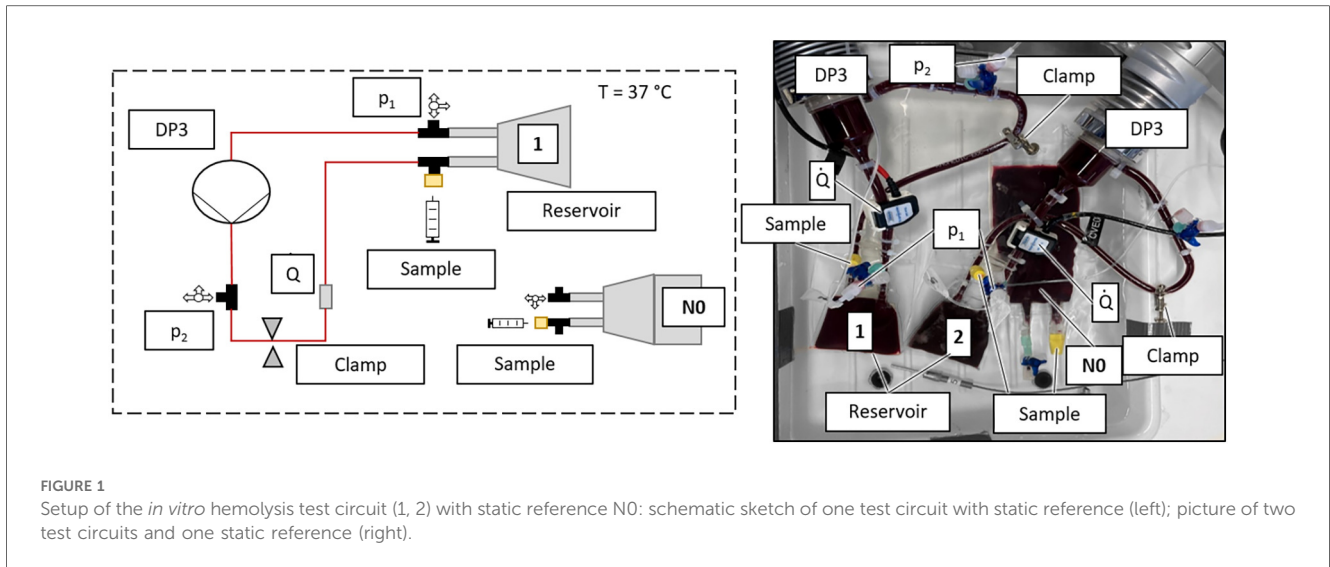 p₁
T = 37 °C
DP3
1
Reservoir
Q
Sample
N0
p₂
Clamp
Sample
DP3
p₂
Clamp
DP3
Q̇
Sample
p₁
CVE0
Q̇
1
2
N0
Clamp
Reservoir
Sample
FIGURE 1
Setup of the in vitro hemolysis test circuit (1, 2) with static reference N0: schematic sketch of one test circuit with static reference (left); picture of two
test circuits and one static reference (right).